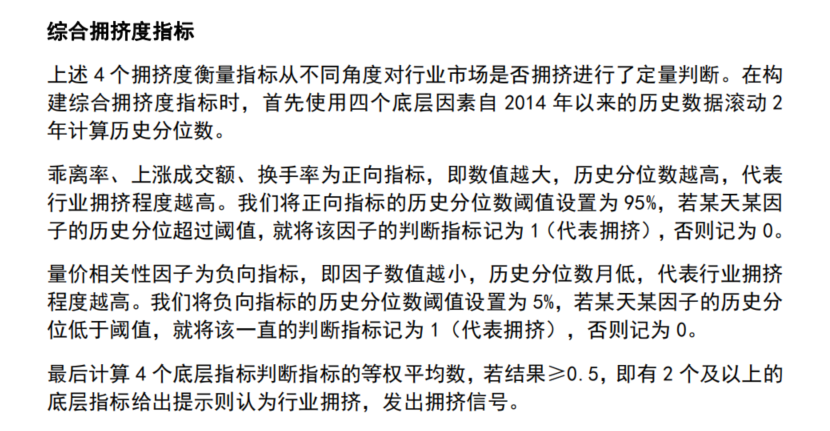 综合拥挤度指标
上述 4 个拥挤度衡量指标从不同角度对行业市场是否拥挤进行了定量判断。在构
建综合拥挤度指标时，首先使用四个底层因素自 2014 年以来的历史数据滚动 2
年计算历史分位数。
乖离率、上涨成交额、换手率为正向指标，即数值越大，历史分位数越高，代表
行业拥挤程度越高。我们将正向指标的历史分位数阈值设置为 95%，若某天某因
子的历史分位超过阈值，就将该因子的判断指标记为 1（代表拥挤），否则记为 0。
量价相关性因子为负向指标，即因子数值越小，历史分位数月低，代表行业拥挤
程度越高。我们将负向指标的历史分位数阈值设置为 5%，若某天某因子的历史分
位低于阈值，就将该一直的判断指标记为 1（代表拥挤），否则记为 0。
最后计算 4 个底层指标判断指标的等权平均数，若结果≥0.5，即有 2 个及以上的
底层指标给出提示则认为行业拥挤，发出拥挤信号。